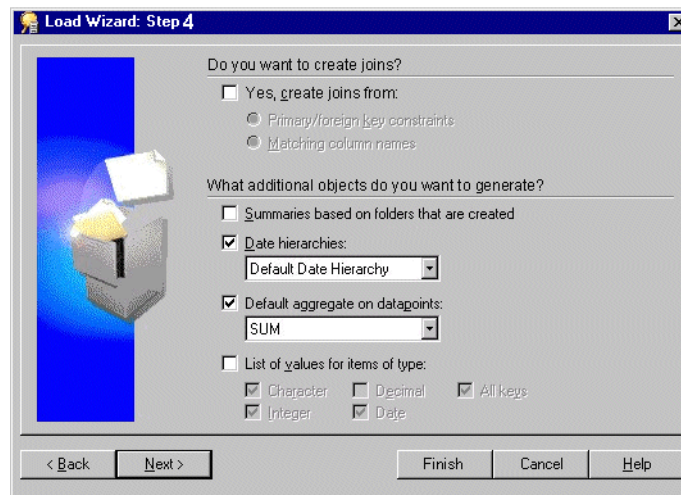 Load Wizard: Step 4
Do you want to create joins?
Yes, create joins from:
Primary/foreign key constraints
Matching column names
What additional objects do you want to generate?
Summaries based on folders that are created
Date hierarchies:
Default Date Hierarchy
Default aggregate on datapoints:
SUM
List of values for items of type:
Character Decimal All keys
Integer Date
< Back Next > Finish Cancel Help